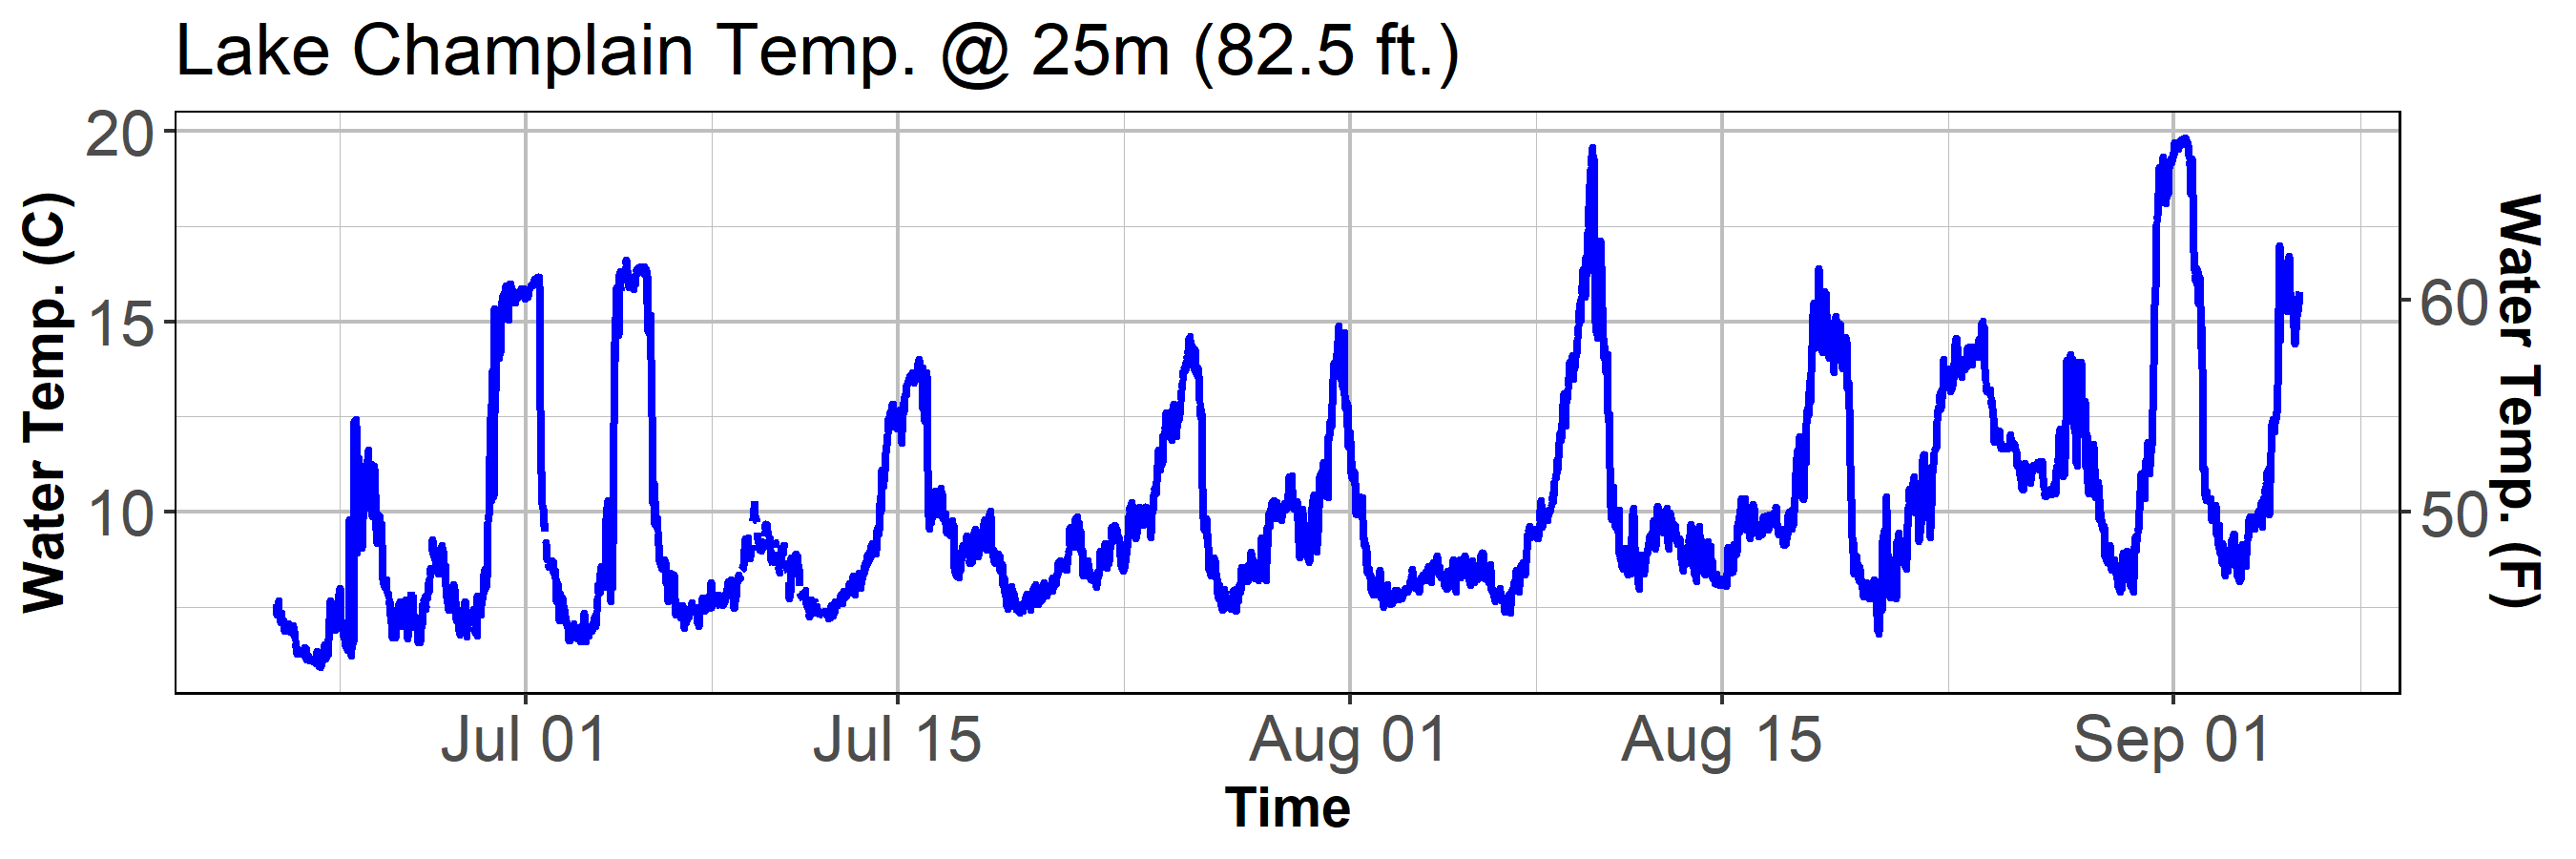 Lake Champlain Temp. @ 25m (82.5 ft.)
Water Temp. (C)
20
15
10
60
50
Water Temp. (F)
Jul 01
Jul 15
Aug 01
Aug 15
Sep 01
Time